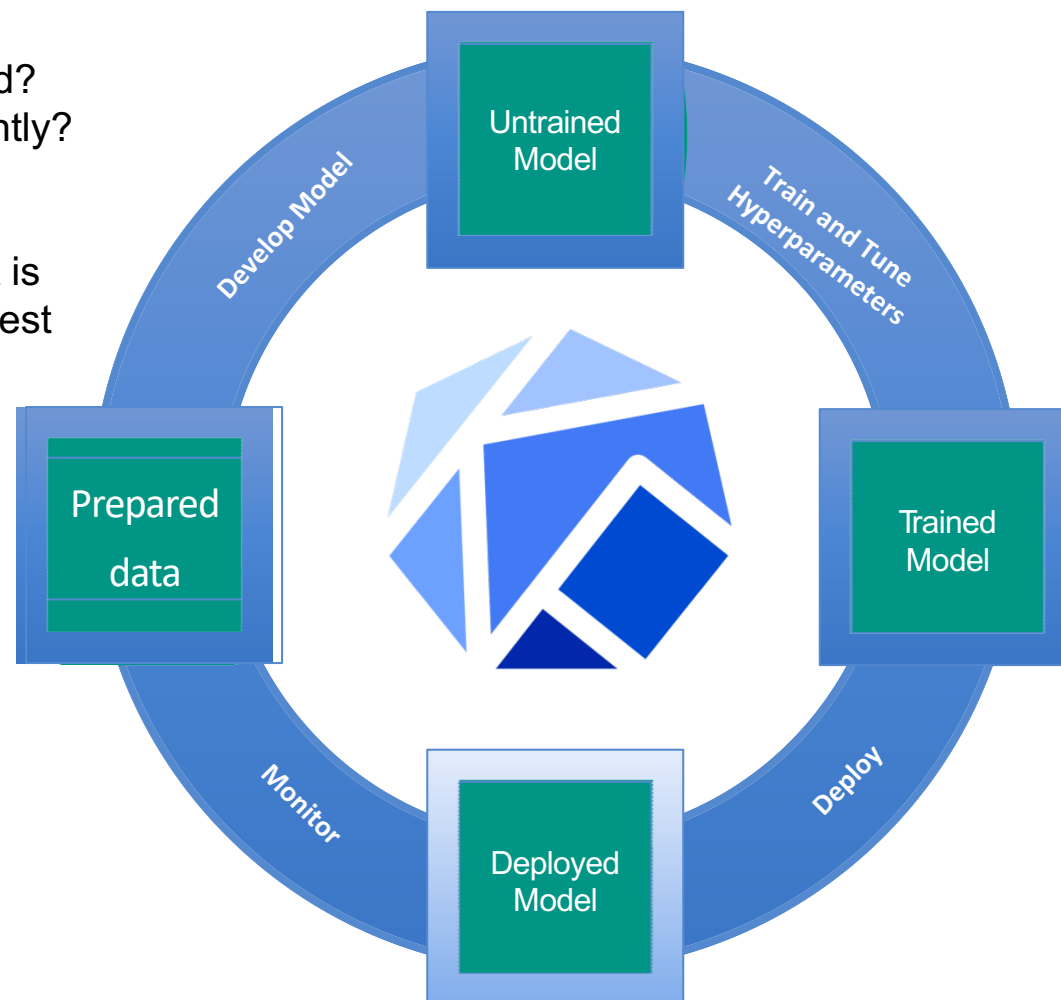 d?
ntly?
is
est
Untrained
Model
Develop Model
Train and Tune
Hyperparameters
Prepared
data
Trained
Model
Monitor
Deploy
Deployed
Model